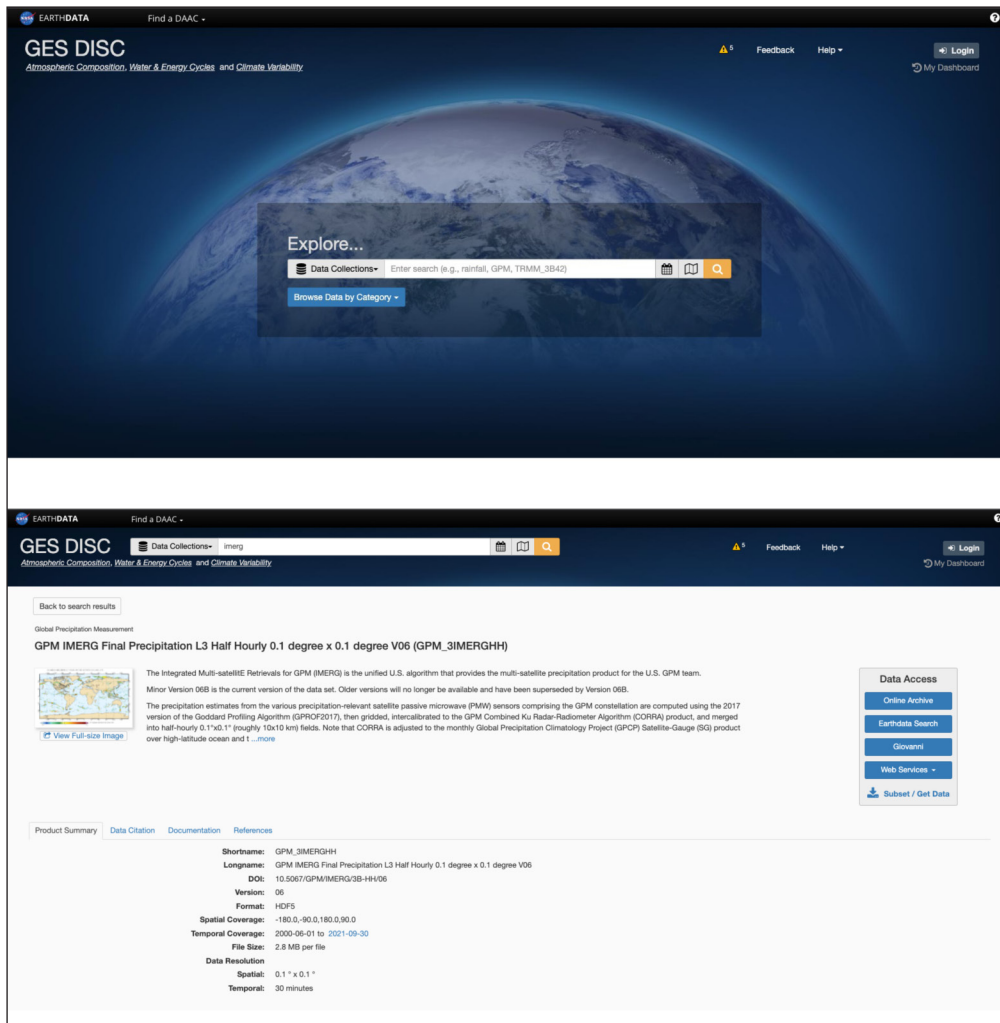 EARTHDATA Find a DAAC
GES DISC
Atmospheric Composition, Water & Energy Cycles and Climate Variability
5 Feedback Help Login
My Dashboard
Explore...
Data Collections Enter search (e.g., rainfall, GPM, TRMM_3B42)
Browse Data by Category
EARTHDATA Find a DAAC
GES DISC Data Collections imerg
Atmospheric Composition, Water & Energy Cycles and Climate Variability
5 Feedback Help Login
My Dashboard
Back to search results
Global Precipitation Measurement
GPM IMERG Final Precipitation L3 Half Hourly 0.1 degree x 0.1 degree V06 (GPM_3IMERGHH)
The Integrated Multi-satellitE Retrievals for GPM (IMERG) is the unified U.S. algorithm that provides the multi-satellite precipitation product for the U.S. GPM team.
Minor Version 06B is the current version of the data set. Older versions will no longer be available and have been superseded by Version 06B.
The precipitation estimates from the various precipitation-relevant satellite passive microwave (PMW) sensors comprising the GPM constellation are computed using the 2017
version of the Goddard Profiling Algorithm (GPROF2017), then gridded, intercalibrated to the GPM Combined Ku Radar-Radiometer Algorithm (CORRA) product, and merged
into half-hourly 0.1°x0.1° (roughly 10x10 km) fields. Note that CORRA is adjusted to the monthly Global Precipitation Climatology Project (GPCP) Satellite-Gauge (SG) product
over high-latitude ocean and t ...more
View Full-size Image
Data Access
Online Archive
Earthdata Search
Giovanni
Web Services
Subset / Get Data
Product Summary Data Citation Documentation References
Shortname: GPM_3IMERGHH
Longname: GPM IMERG Final Precipitation L3 Half Hourly 0.1 degree x 0.1 degree V06
DOI: 10.5067/GPM/IMERG/3B-HH/06
Version: 06
Format: HDF5
Spatial Coverage: -180.0,-90.0,180.0,90.0
Temporal Coverage: 2000-06-01 to 2021-09-30
File Size: 2.8 MB per file
Data Resolution
Spatial: 0.1 ° x 0.1 °
Temporal: 30 minutes